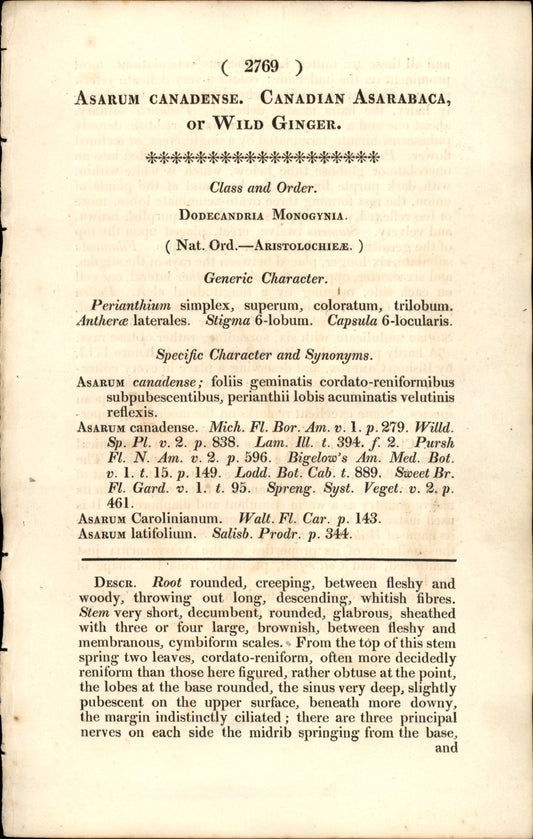 ( 2769 )
Asarum canadense. Canadian Asarabaca,
or Wild Ginger.
✳✳✳✳✳✳✳✳✳✳✳✳✳✳✳✳✳✳✳
Class and Order.
Dodecandria Monogynia.
( Nat. Ord.—Aristolochieæ. )
Generic Character.
Perianthium simplex, superum, coloratum, trilobum.
Antheræ laterales. Stigma 6-lobum. Capsula 6-locularis.
Specific Character and Synonyms.
Asarum canadense; foliis geminatis cordato-reniformibus
subpubescentibus, perianthii lobis acuminatis velutinis
reflexis.
Asarum canadense. Mich. Fl. Bor. Am. v. 1. p. 279. Willd.
Sp. Pl. v. 2. p. 838. Lam. Ill. t. 394. f. 2. Pursh
Fl. N. Am. v. 2. p. 596. Bigelow's Am. Med. Bot.
v. 1. t. 15. p. 149. Lodd. Bot. Cab. t. 889. Sweet Br.
Fl. Gard. v. 1. t. 95. Spreng. Syst. Veget. v. 2. p.
461.
Asarum Carolinianum. Walt. Fl. Car. p. 143.
Asarum latifolium. Salisb. Prodr. p. 344.
Descr. Root rounded, creeping, between fleshy and
woody, throwing out long, descending, whitish fibres.
Stem very short, decumbent, rounded, glabrous, sheathed
with three or four large, brownish, between fleshy and
membranous, cymbiform scales. From the top of this stem
spring two leaves, cordato-reniform, often more decidedly
reniform than those here figured, rather obtuse at the point,
the lobes at the base rounded, the sinus very deep, slightly
pubescent on the upper surface, beneath more downy,
the margin indistinctly ciliated; there are three principal
nerves on each side the midrib springing from the base,
and